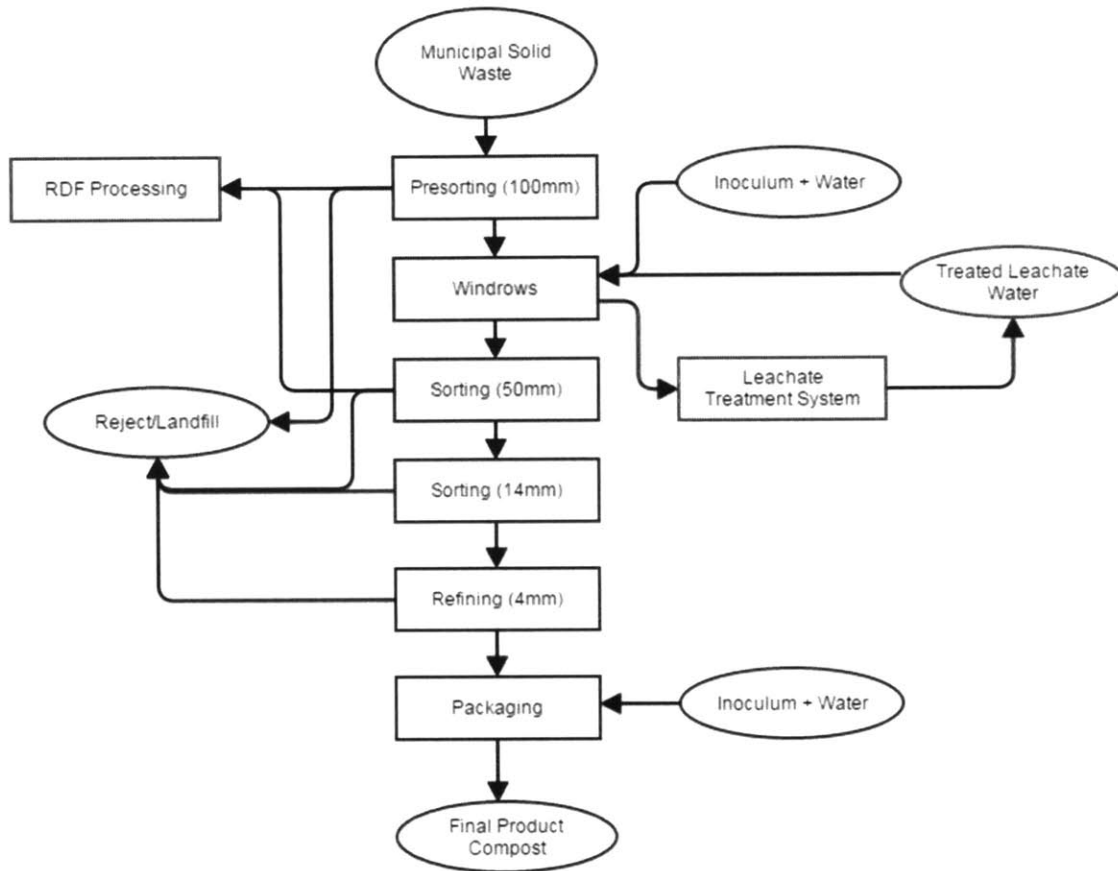 Municipal Solid
Waste
RDF Processing
Presorting (100mm)
Inoculum + Water
Windrows
Treated Leachate
Water
Sorting (50mm)
Leachate
Treatment System
Reject/Landfill
Sorting (14mm)
Refining (4mm)
Packaging
Inoculum + Water
Final Product
Compost